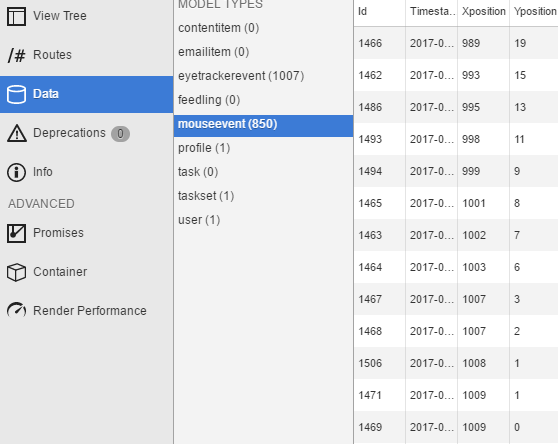 View Tree
/# Routes
Data
Deprecations 0
Info
ADVANCED
Promises
Container
Render Performance
MODEL TYPES
contentitem (0)
emailitem (0)
eyetrackerevent (1007)
feedling (0)
mouseevent (850)
profile (1)
task (0)
taskset (1)
user (1)
Id Timesta... Xposition Yposition
1466 2017-0... 989 19
1462 2017-0... 993 15
1486 2017-0... 995 13
1493 2017-0... 998 11
1494 2017-0... 999 9
1465 2017-0... 1001 8
1463 2017-0... 1002 7
1464 2017-0... 1003 6
1467 2017-0... 1007 3
1468 2017-0... 1007 2
1506 2017-0... 1008 1
1471 2017-0... 1009 1
1469 2017-0... 1009 0